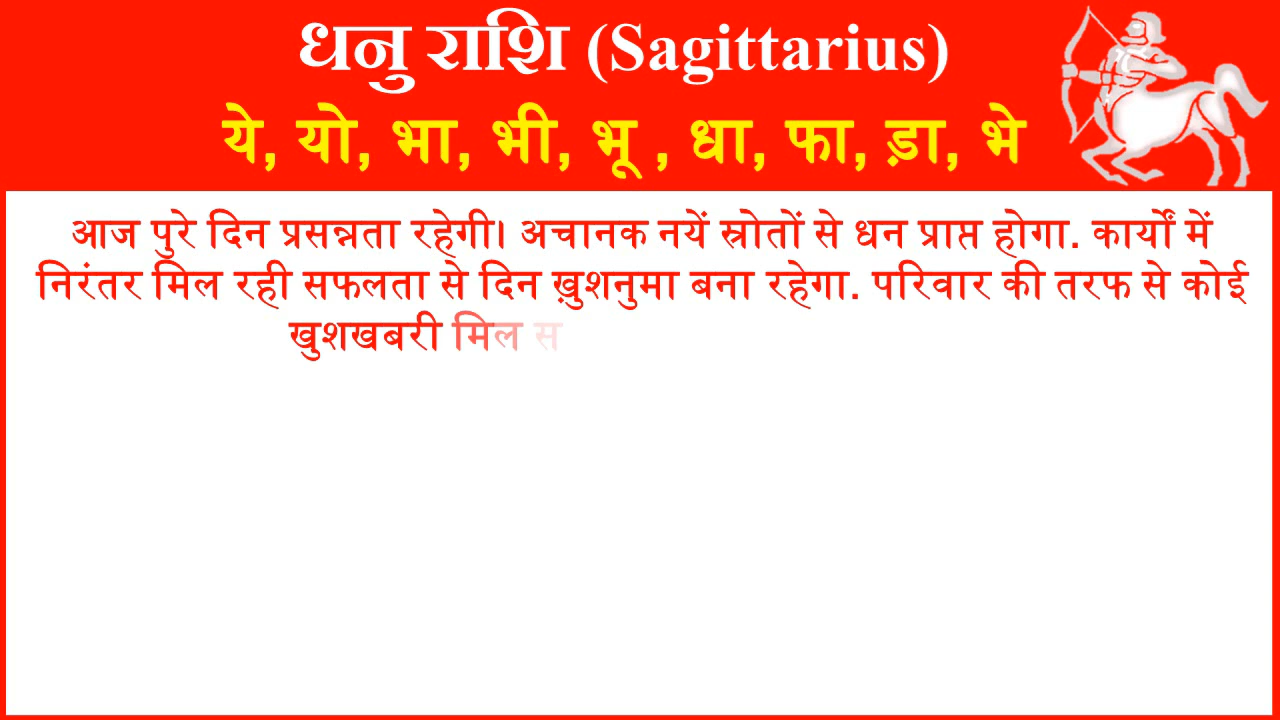 धनु राशि (Sagittarius)
ये, यो, भा, भी, भू , धा, फा, ड़ा, भे
आज पुरे दिन प्रसन्नता रहेगी। अचानक नयें स्रोतों से धन प्राप्त होगा. कार्यों में
निरंतर मिल रही सफलता से दिन ख़ुशनुमा बना रहेगा. परिवार की तरफ से कोई
खुशखबरी मिल स